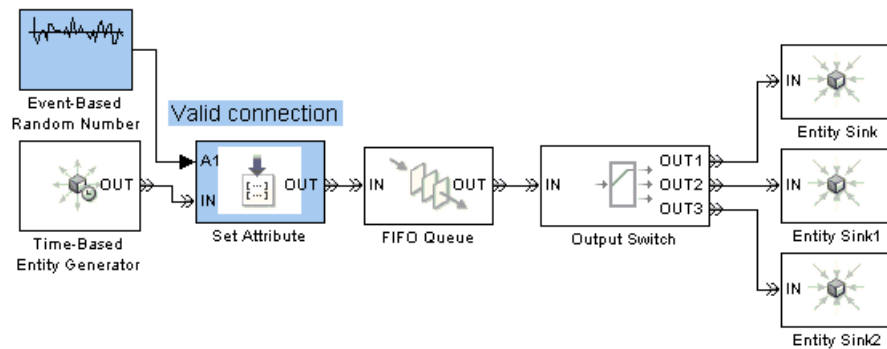 Event-Based
Random Number
Valid connection
A1
IN
OUT
Set Attribute
OUT
Time-Based
Entity Generator
IN
OUT
FIFO Queue
IN
OUT1
OUT2
OUT3
Output Switch
IN
Entity Sink
IN
Entity Sink1
IN
Entity Sink2